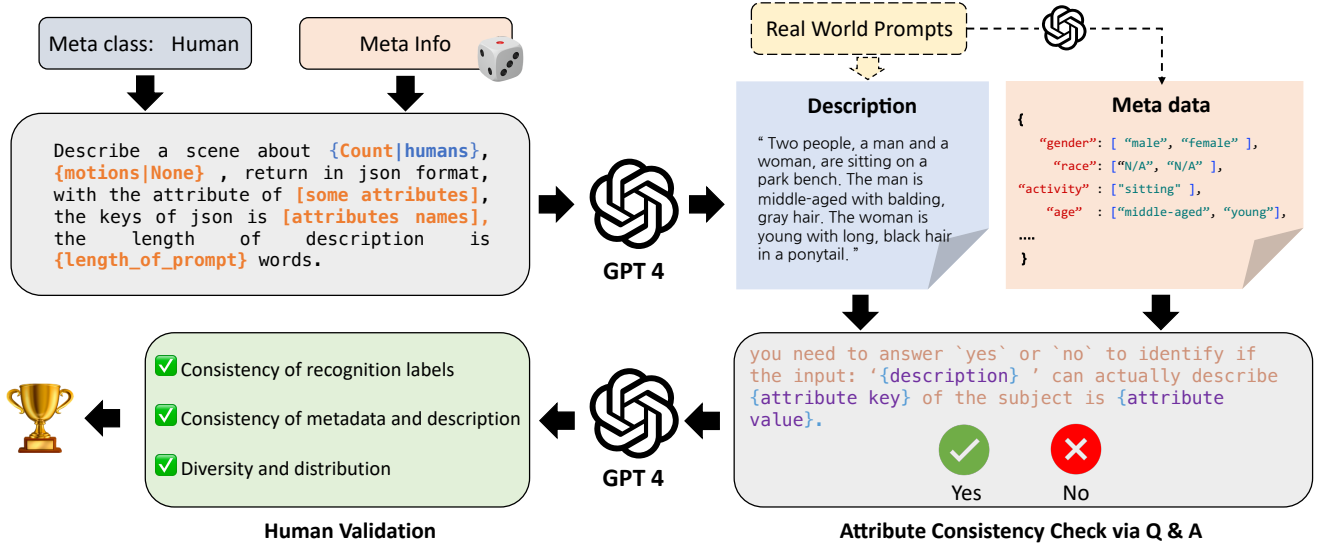 Meta class: Human
Meta Info
Real World Prompts
Describe a scene about {Count|humans},
{motions|None} , return in json format,
with the attribute of [some attributes],
the keys of json is [attributes names],
the length of description is
{length_of_prompt} words.
GPT 4
Description
“ Two people, a man and a
woman, are sitting on a
park bench. The man is
middle-aged with balding,
gray hair. The woman is
young with long, black hair
in a ponytail. ”
Meta data
{
“gender”: [ “male”, “female” ],
“race”: [“N/A”, “N/A” ],
“activity” : ["sitting" ],
“age” : [“middle-aged”, “young”],
....
}
Consistency of recognition labels
Consistency of metadata and description
Diversity and distribution
Human Validation
GPT 4
you need to answer `yes` or `no` to identify if
the input: ‘{description} ’ can actually describe
{attribute key} of the subject is {attribute
value}.
Yes
No
Attribute Consistency Check via Q & A